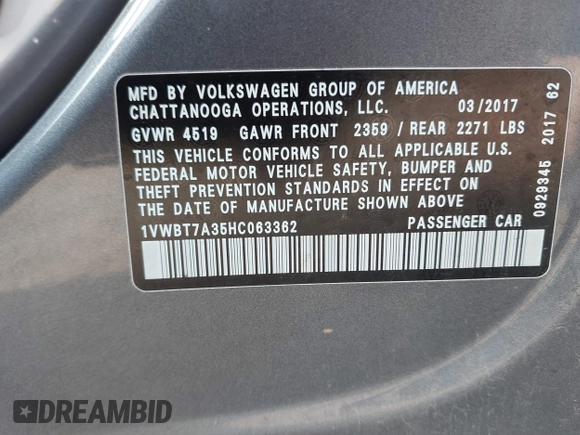 MFD BY VOLKSWAGEN GROUP OF AMERICA
CHATTANOOGA OPERATIONS, LLC. 03/2017
GVWR 4519 GAWR FRONT 2359 / REAR 2271 LBS
THIS VEHICLE CONFORMS TO ALL APPLICABLE U.S.
FEDERAL MOTOR VEHICLE SAFETY, BUMPER AND
THEFT PREVENTION STANDARDS IN EFFECT ON
DATE OF MANUFACTURE SHOWN ABOVE
1VWBT7A35HC063362 PASSENGER CAR
0929345 2017 62
DREAMBID